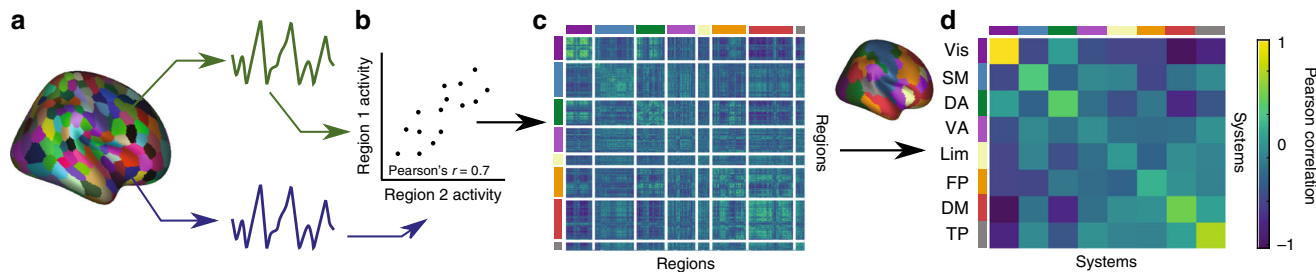 a
b
c
d
Region 1 activity
Pearson's r = 0.7
Region 2 activity
Regions
Regions
Vis
SM
DA
VA
Lim
FP
DM
TP
Systems
Systems
1
0
–1
Pearson correlation